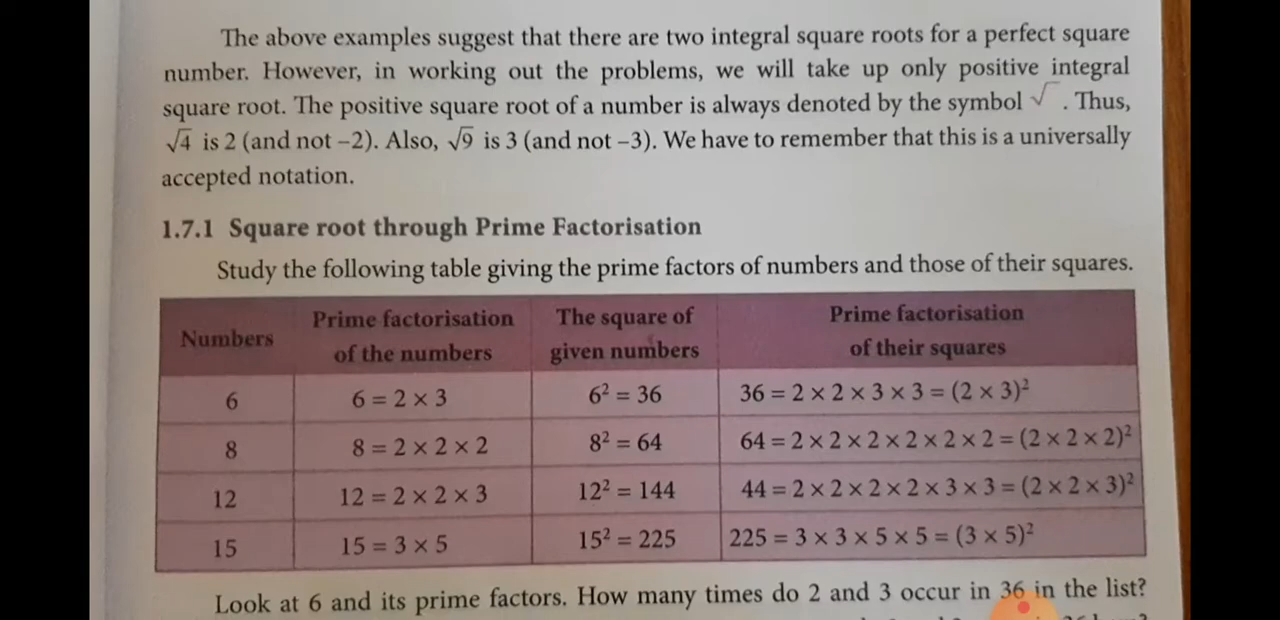 The above examples suggest that there are two integral square roots for a perfect square
number. However, in working out the problems, we will take up only positive integral
square root. The positive square root of a number is always denoted by the symbol √ . Thus,
√4 is 2 (and not –2). Also, √9 is 3 (and not –3). We have to remember that this is a universally
accepted notation.
1.7.1 Square root through Prime Factorisation
Study the following table giving the prime factors of numbers and those of their squares.
Numbers
Prime factorisation
of the numbers
The square of
given numbers
Prime factorisation
of their squares
6
6 = 2 × 3
6² = 36
36 = 2 × 2 × 3 × 3 = (2 × 3)²
8
8 = 2 × 2 × 2
8² = 64
64 = 2 × 2 × 2 × 2 × 2 × 2 = (2 × 2 × 2)²
12
12 = 2 × 2 × 3
12² = 144
44 = 2 × 2 × 2 × 2 × 3 × 3 = (2 × 2 × 3)²
15
15 = 3 × 5
15² = 225
225 = 3 × 3 × 5 × 5 = (3 × 5)²
Look at 6 and its prime factors. How many times do 2 and 3 occur in 36 in the list?